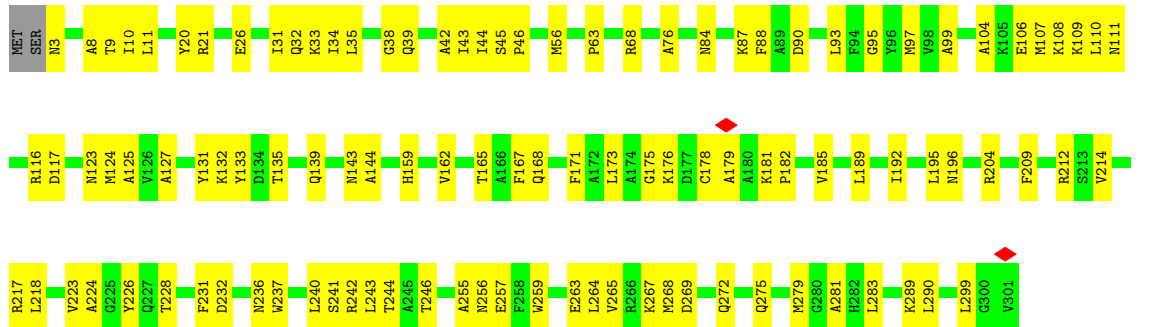 MET SER N3 A8 T9 I10 L11 Y20 R21 E26 I31 Q32 K33 I34 L35 G38 Q39 A42 I43 I44 S45 P46 M56 P63 R68 A76 N84 K87 F88 A89 D90 L93 F94 G95 Y96 M97 V98 A99 A104 K105 E106 M107 K108 K109 L110 N111
R116 D117 N123 M124 A125 V126 A127 Y131 K132 Y133 D134 T135 Q139 N143 A144 H159 V162 T165 A166 F167 Q168 F171 A172 L173 A174 G175 K176 D177 C178 A179 A180 K181 P182 V185 L189 I192 L195 N196 R204 F209 R212 S213 V214
R217 L218 V223 A224 G225 Y226 Q227 T228 F231 D232 N236 W237 L240 S241 R242 L243 T244 A245 T246 A255 N256 E257 F258 W259 E263 L264 V265 R266 K267 M268 D269 Q272 Q275 M279 G280 A281 H282 L283 K289 L290 L299 G300 V301